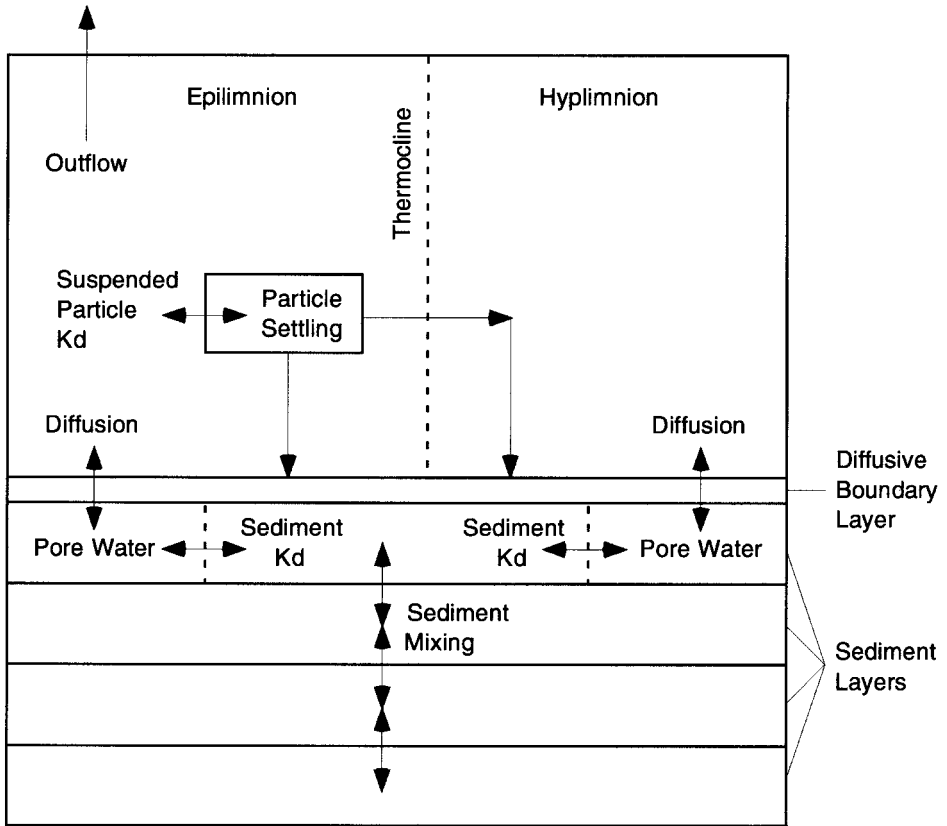 Epilimnion
Hyplimnion
Outflow
Thermocline
Suspended
Particle
Kd
Particle
Settling
Diffusion
Diffusion
Diffusive
Boundary
Layer
Pore Water
Sediment
Kd
Sediment
Kd
Pore Water
Sediment
Mixing
Sediment
Layers